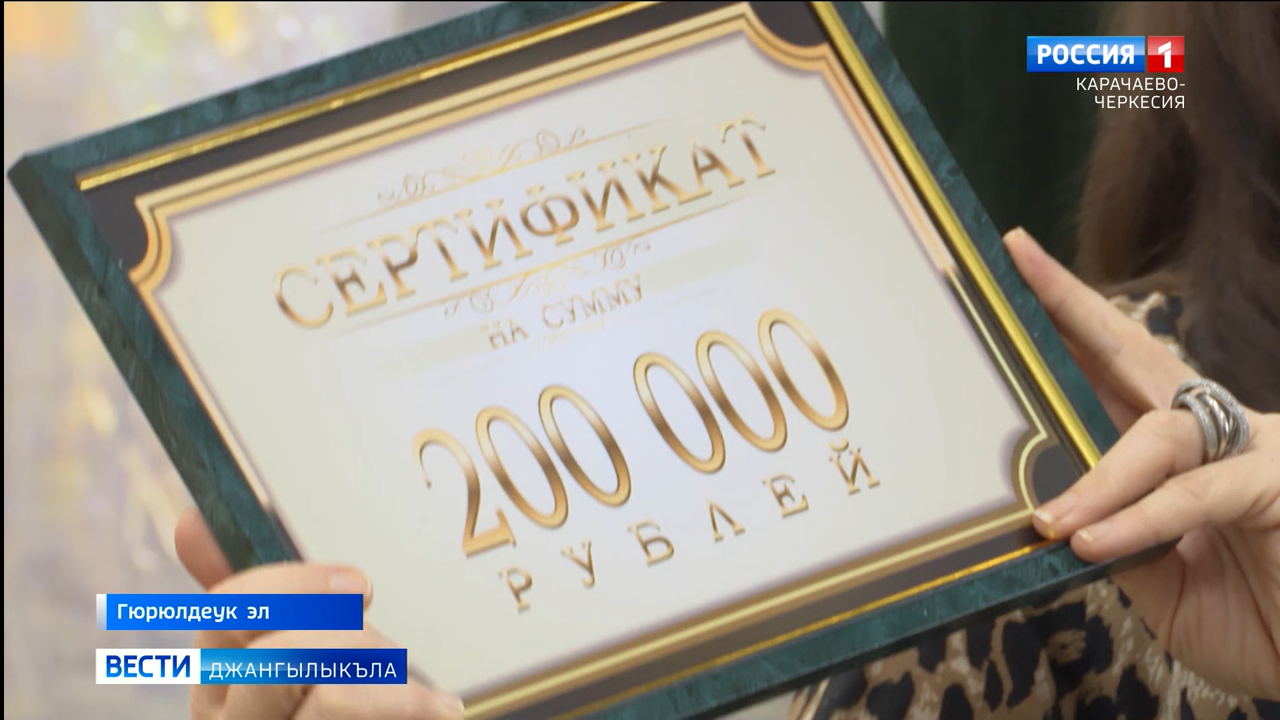 РОССИЯ 1
КАРАЧАЕВО-
ЧЕРКЕСИЯ
СЕРТИФИКАТ
НА СУММУ
200 000
РУБЛЕЙ
Гюрюлдеук эл
ВЕСТИ ДЖАНГЫЛЫКЪЛА